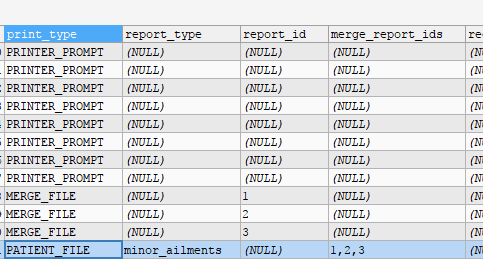 print_type report_type report_id merge_report_ids
PRINTER_PROMPT (NULL) (NULL) (NULL)
PRINTER_PROMPT (NULL) (NULL) (NULL)
PRINTER_PROMPT (NULL) (NULL) (NULL)
PRINTER_PROMPT (NULL) (NULL) (NULL)
PRINTER_PROMPT (NULL) (NULL) (NULL)
PRINTER_PROMPT (NULL) (NULL) (NULL)
PRINTER_PROMPT (NULL) (NULL) (NULL)
PRINTER_PROMPT (NULL) (NULL) (NULL)
MERGE_FILE (NULL) 1 (NULL)
MERGE_FILE (NULL) 2 (NULL)
MERGE_FILE (NULL) 3 (NULL)
PATIENT_FILE minor_ailments (NULL) 1,2,3